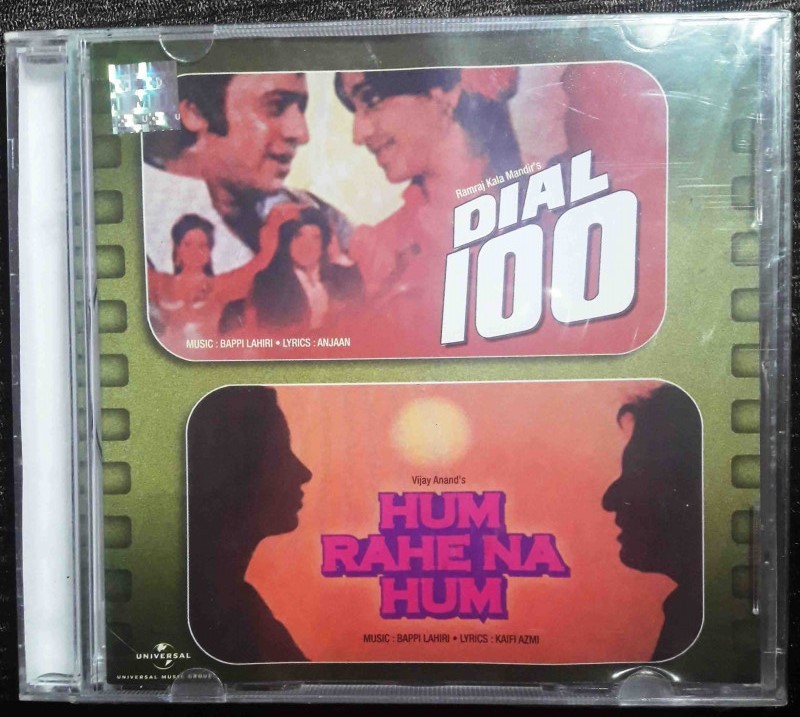 Ramraj Kala Mandir's
DIAL
100
MUSIC : BAPPI LAHIRI • LYRICS : ANJAAN
Vijay Anand's
HUM
RAHE NA
HUM
MUSIC : BAPPI LAHIRI • LYRICS : KAIFI AZMI
UNIVERSAL
UNIVERSAL MUSIC GROUP